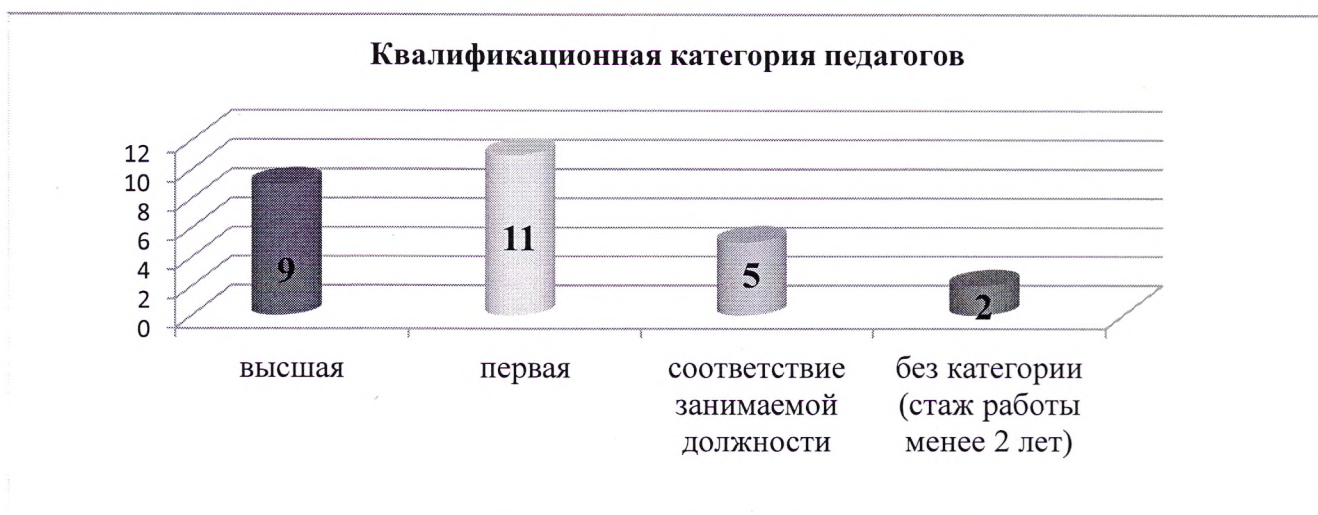 Квалификационная категория педагогов
12
10
8
6
4
2
0
9
11
5
2
высшая
первая
соответствие
занимаемой
должности
без категории
(стаж работы
менее 2 лет)